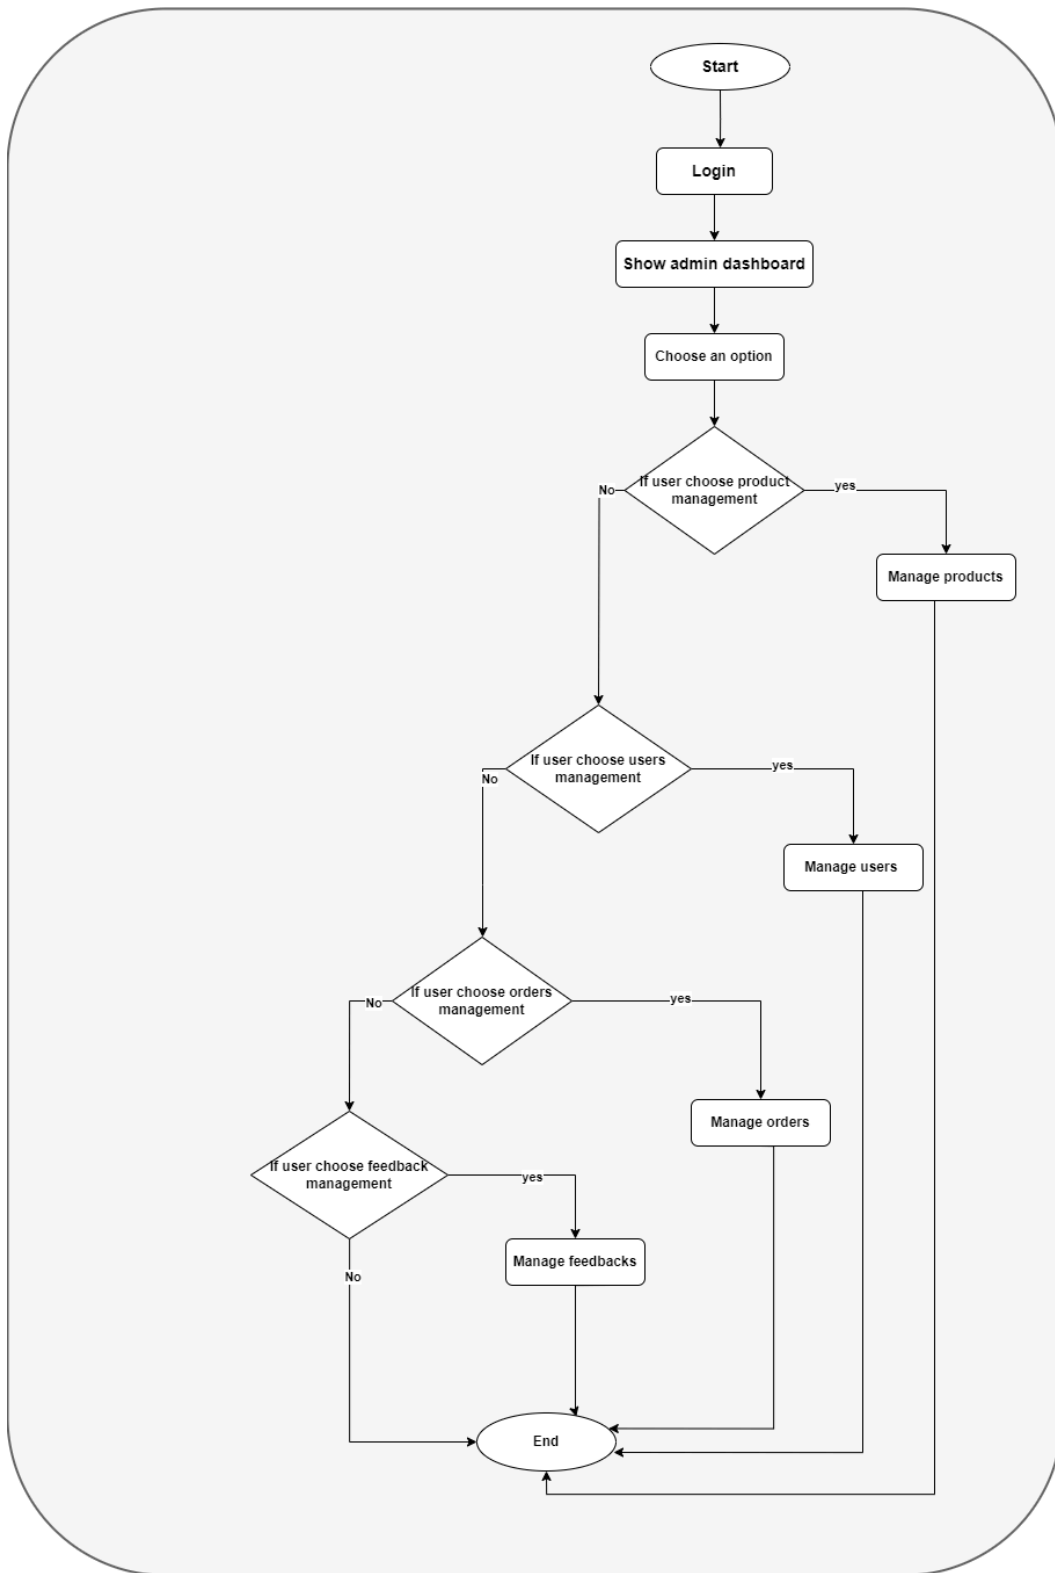 Start
Login
Show admin dashboard
Choose an option
If user choose product
management
No
yes
Manage products
If user choose users
management
No
yes
Manage users
If user choose orders
management
No
yes
Manage orders
If user choose feedback
management
yes
No
Manage feedbacks
End